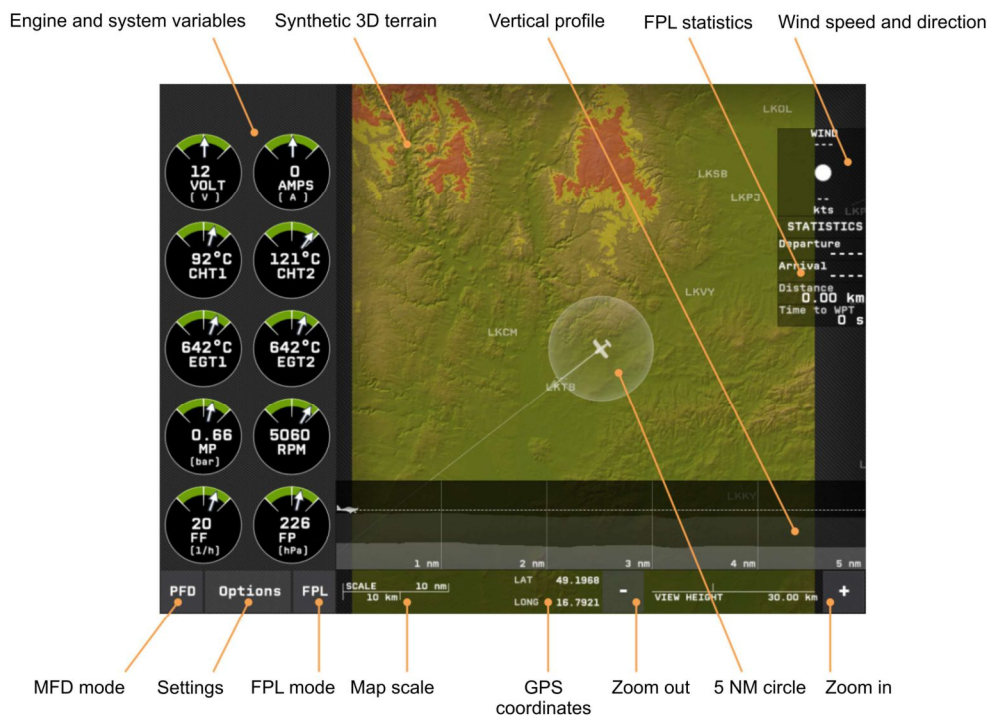 Engine and system variables
Synthetic 3D terrain
Vertical profile
FPL statistics
Wind speed and direction
12
VOLT
[ V ]
0
AMPS
[ A ]
92°C
CHT1
121°C
CHT2
642°C
EGT1
642°C
EGT2
0.66
MP
[bar]
5060
RPM
20
FF
[l/h]
226
FP
[hPa]
LKOL
LKSB
LKPJ
LKVY
LKCM
LKTB
LKKY
WIND
---
--
kts
STATISTICS
Departure
----
Arrival
----
Distance
0.00 km
Time to WPT
0 s
1 nm
2 nm
3 nm
4 nm
5 nm
PFD
Options
FPL
SCALE 10 nm
10 km
LAT 49.1968
LONG 16.7921
-
VIEW HEIGHT 30.00 km
+
MFD mode
Settings
FPL mode
Map scale
GPS
coordinates
Zoom out
5 NM circle
Zoom in